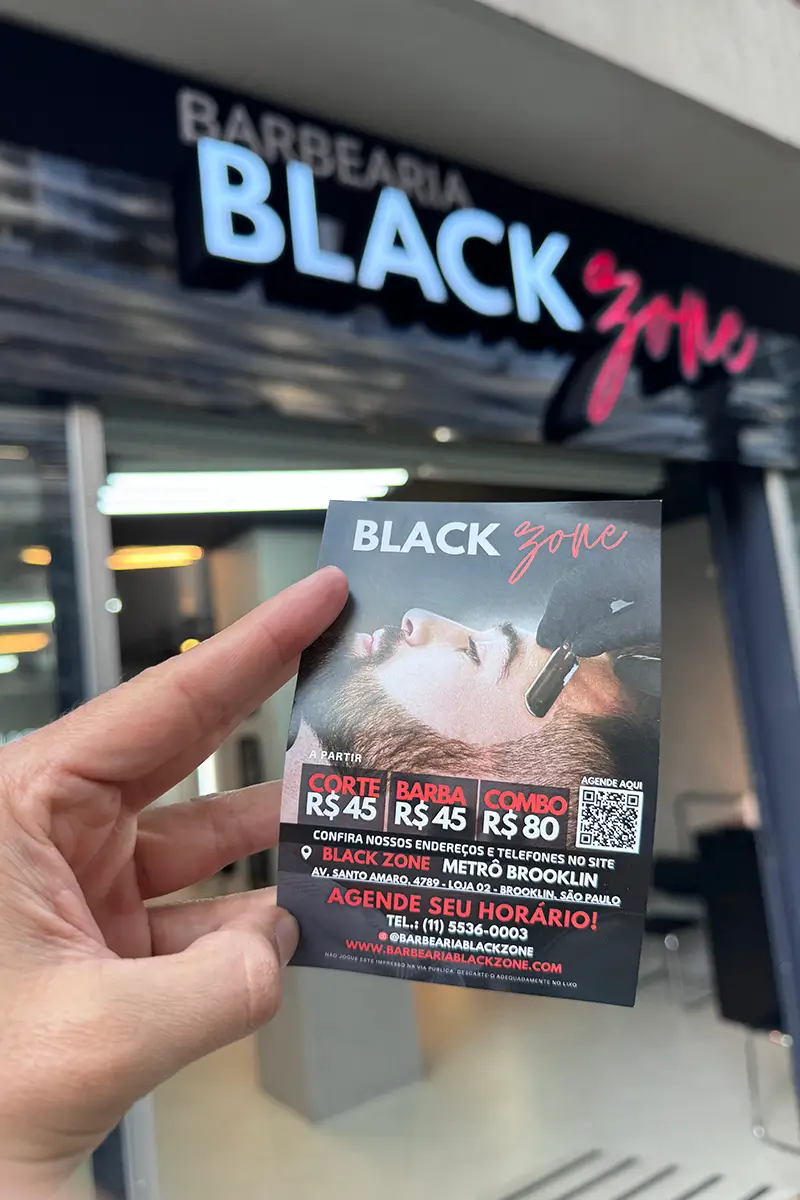 BARBEARIA
BLACK zone
BLACK zone
A PARTIR
CORTE
R$ 45
BARBA
R$ 45
COMBO
R$ 80
AGENDE AQUI
CONFIRA NOSSOS ENDEREÇOS E TELEFONES NO SITE
BLACK ZONE METRÔ BROOKLIN
AV. SANTO AMARO, 4789 - LOJA 02 - BROOKLIN, SÃO PAULO
AGENDE SEU HORÁRIO!
TEL.: (11) 5536-0003
@BARBEARIABLACKZONE
WWW.BARBEARIABLACKZONE.COM
NÃO JOGUE ESTE IMPRESSO NA VIA PÚBLICA. DESCARTE-O ADEQUADAMENTE NO LIXO